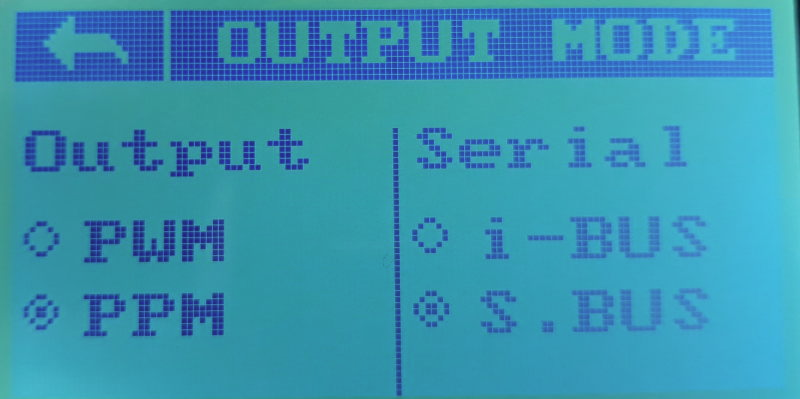 OUTPUT MODE
Output
PWM
PPM
Serial
i-BUS
S.BUS